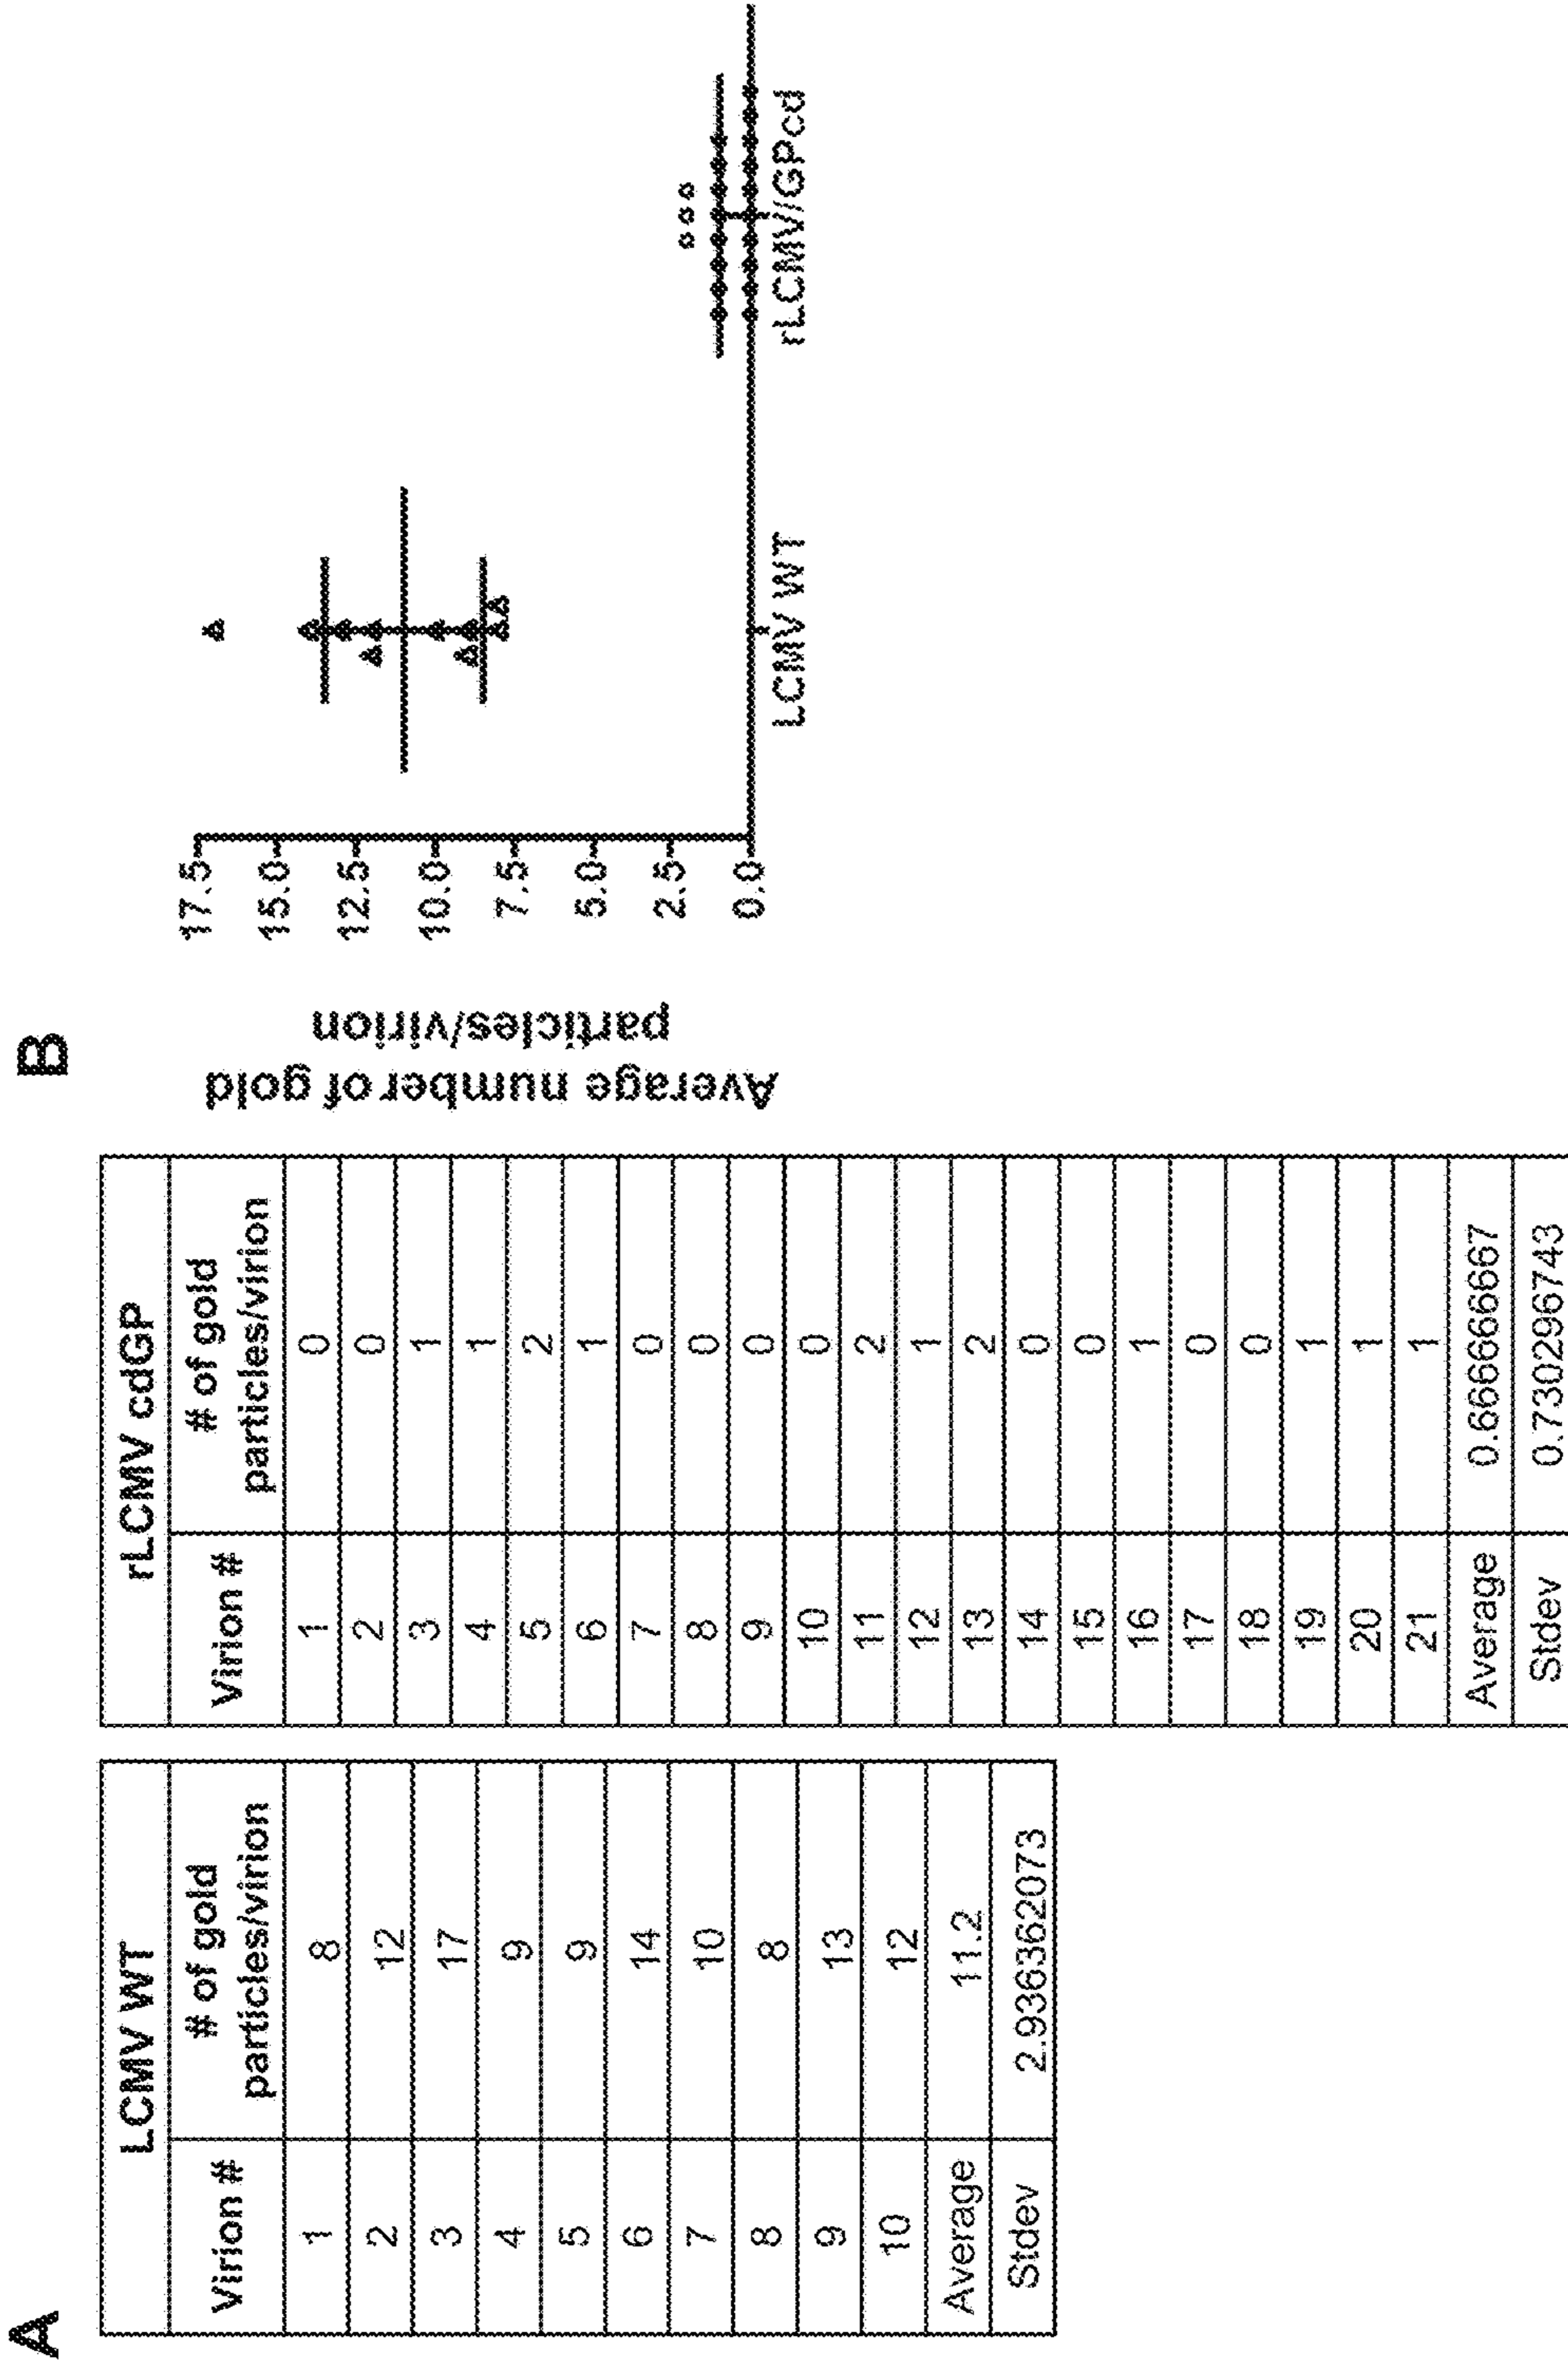 A
LCMV WT
Virion # # of gold
particles/virion
1 8
2 12
3 17
4 9
5 9
6 14
7 10
8 8
9 13
10 12
Average 11.2
Stdev 2.936362073
rLCMV cdGP
Virion # # of gold
particles/virion
1 0
2 0
3 1
4 1
5 2
6 1
7 0
8 0
9 0
10 0
11 2
12 1
13 2
14 0
15 0
16 1
17 0
18 0
19 1
20 1
21 1
Average 0.666666667
Stdev 0.730296743
B
Average number of gold
particles/virion
17.5
15.0
12.5
10.0
7.5
5.0
2.5
0.0
LCMV WT
rLCMV/GPcd